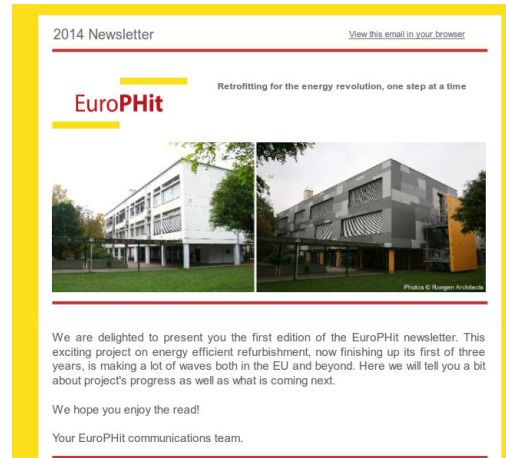 2014 Newsletter
View this email in your browser
Retrofitting for the energy revolution, one step at a time
EuroPHit
Photos © Rongen Architects
We are delighted to present you the first edition of the EuroPHit newsletter. This
exciting project on energy efficient refurbishment, now finishing up its first of three
years, is making a lot of waves both in the EU and beyond. Here we will tell you a bit
about project's progress as well as what is coming next.
We hope you enjoy the read!
Your EuroPHit communications team.